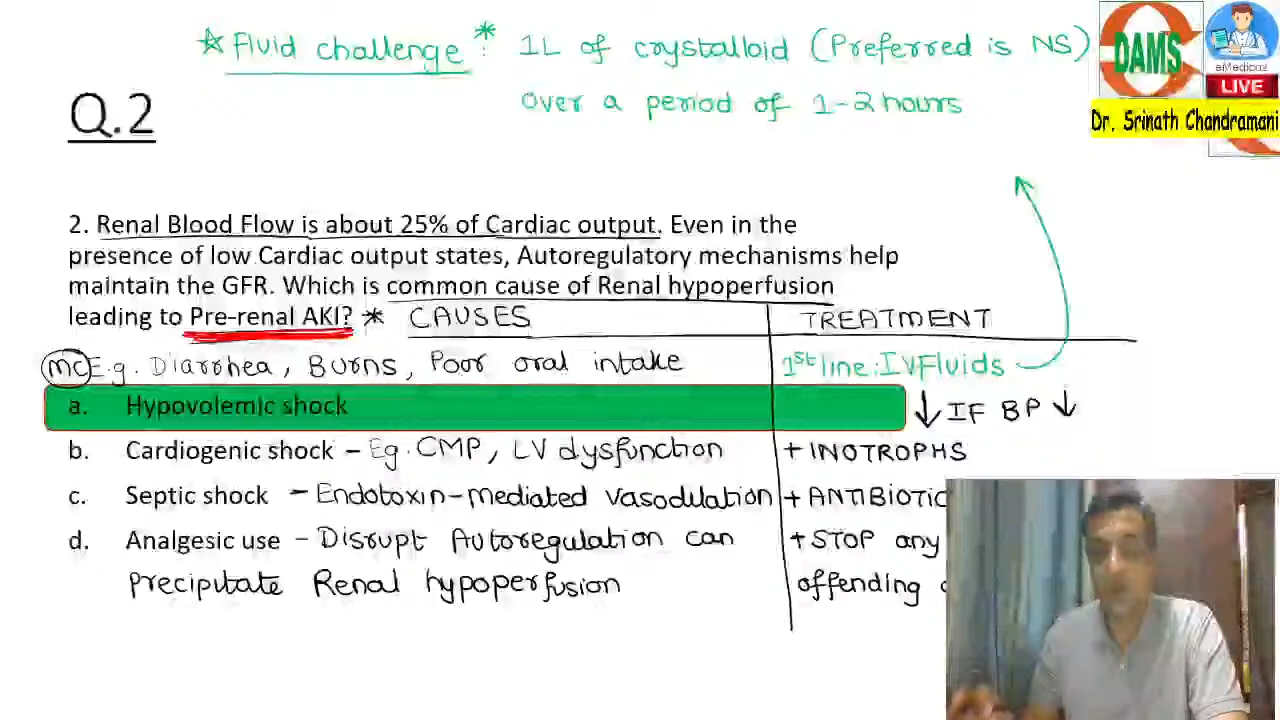 ☆ Fluid challenge * : 1L of crystalloid (Preferred is NS)
over a period of 1-2 hours
DAMS
eMedicoz
LIVE
Dr. Srinath Chandramani
Q.2
2. Renal Blood Flow is about 25% of Cardiac output. Even in the
presence of low Cardiac output states, Autoregulatory mechanisms help
maintain the GFR. Which is common cause of Renal hypoperfusion
leading to Pre-renal AKI? * CAUSES TREATMENT
MC E.g. Diarrhea, Burns, Poor oral intake 1st line: IVFluids
a. Hypovolemic shock ↓ IF BP ↓
b. Cardiogenic shock – Eg. CMP, LV dysfunction + INOTROPHS
c. Septic shock – Endotoxin-mediated vasodilation + ANTIBIOTIC
d. Analgesic use – Disrupt Autoregulation can + STOP any
precipitate Renal hypoperfusion offending